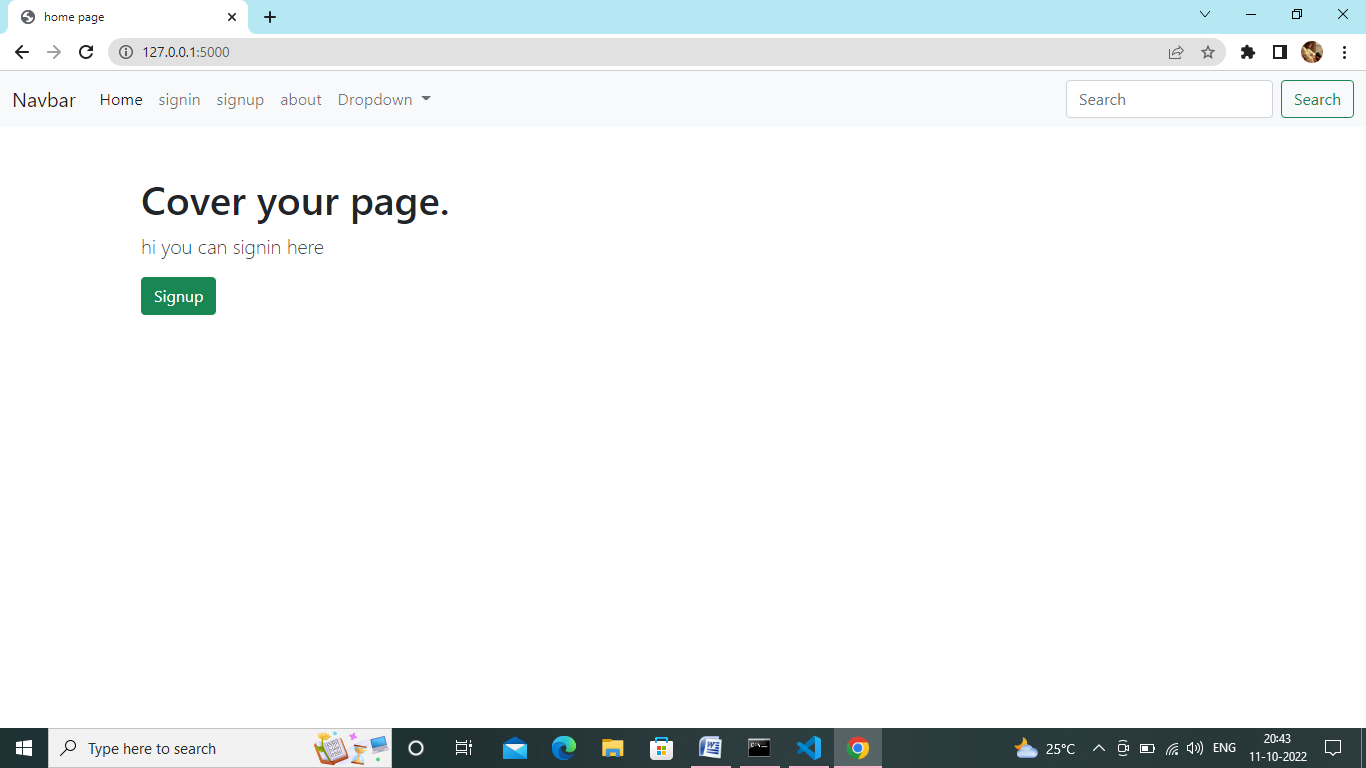 home page
127.0.0.1:5000
Navbar Home signin signup about Dropdown Search Search
Cover your page.
hi you can signin here
Signup
Type here to search
25°C ENG 20:43
11-10-2022